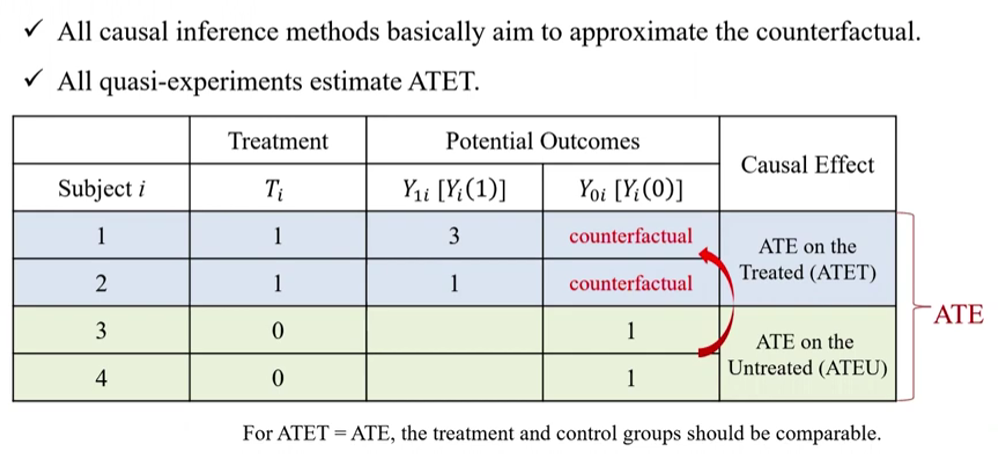 ✓ All causal inference methods basically aim to approximate the counterfactual.
✓ All quasi-experiments estimate ATET.
Treatment Potential Outcomes Causal Effect
Subject i T_i Y_{1i} [Y_i(1)] Y_{0i} [Y_i(0)]
1 1 3 counterfactual
2 1 1 counterfactual
ATE on the
Treated (ATET)
3 0 1
4 0 1
ATE on the
Untreated (ATEU)
ATE
For ATET = ATE, the treatment and control groups should be comparable.